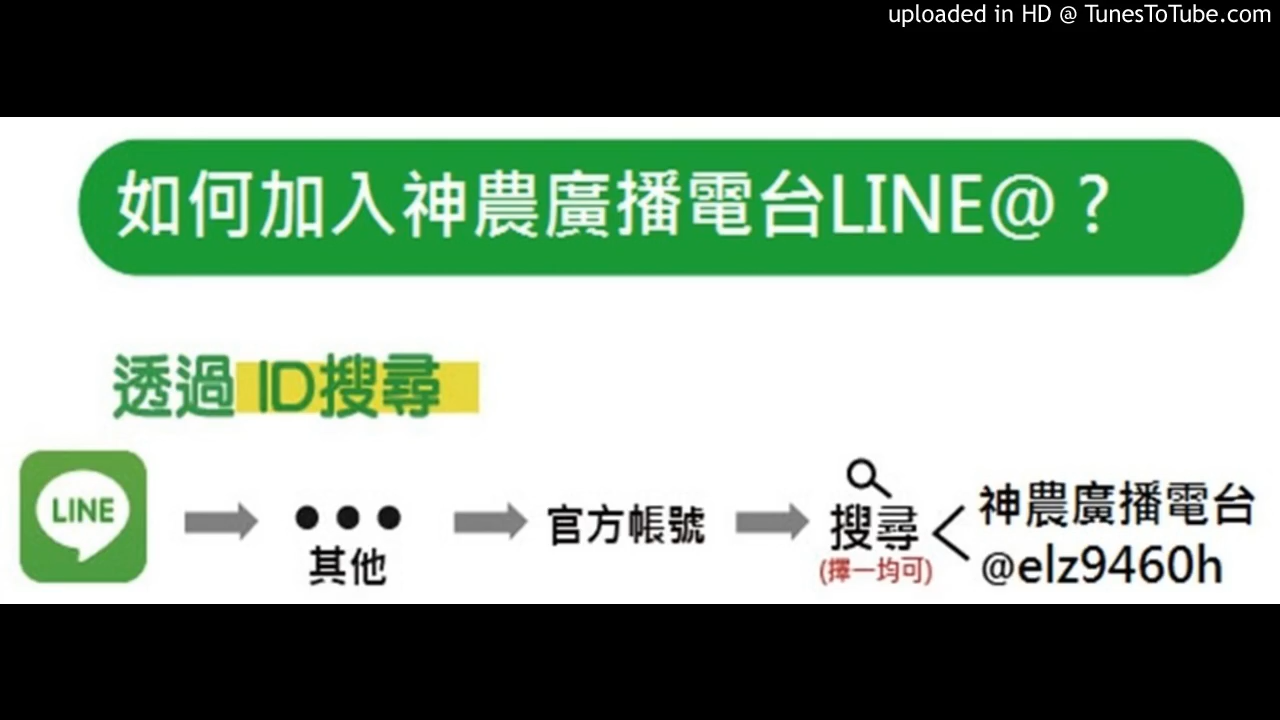 uploaded in HD @ TunesToTube.com
如何加入神農廣播電台LINE@？
透過 ID搜尋
LINE
其他
官方帳號
搜尋
(擇一均可)
神農廣播電台
@elz9460h